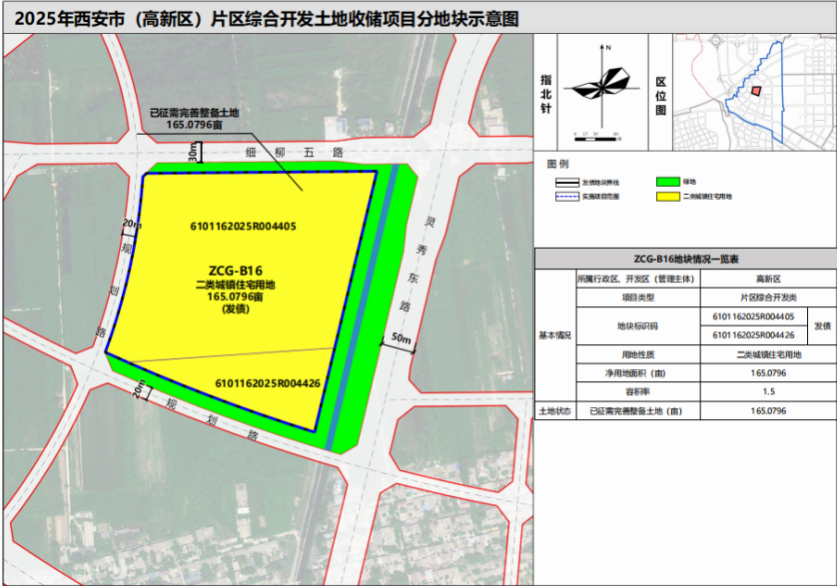 2025年西安市（高新区）片区综合开发土地收储项目分地块示意图
已征需完善整备土地
165.0796亩
30m
细柳五路
20m
规划路
6101162025R004405
ZCG-B16
二类城镇住宅用地
165.0796亩
(发债)
灵秀东路
50m
6101162025R004426
20m
规划路
指北针
N
区位图
图例
发债地块界线
绿地
实施项目范围
二类城镇住宅用地
ZCG-B16地块情况一览表
基本情况
所属行政区、开发区（管理主体）
高新区
项目类型
片区综合开发类
地块标识码
6101162025R004405
6101162025R004426
发债
用地性质
二类城镇住宅用地
净用地面积（亩）
165.0796
容积率
1.5
土地状态
已征需完善整备土地（亩）
165.0796